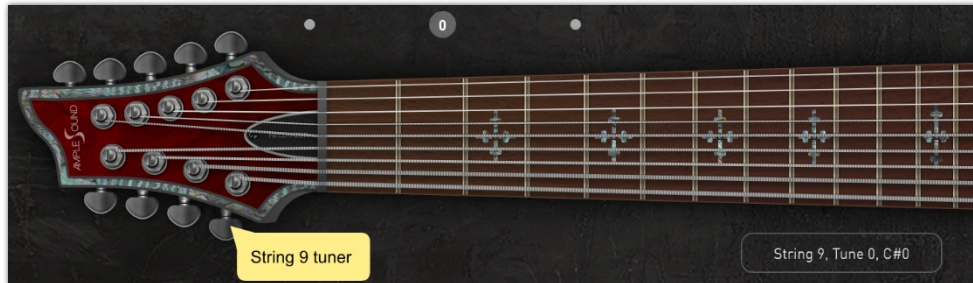 0
AMPLE SOUND
String 9 tuner
String 9, Tune 0, C#0